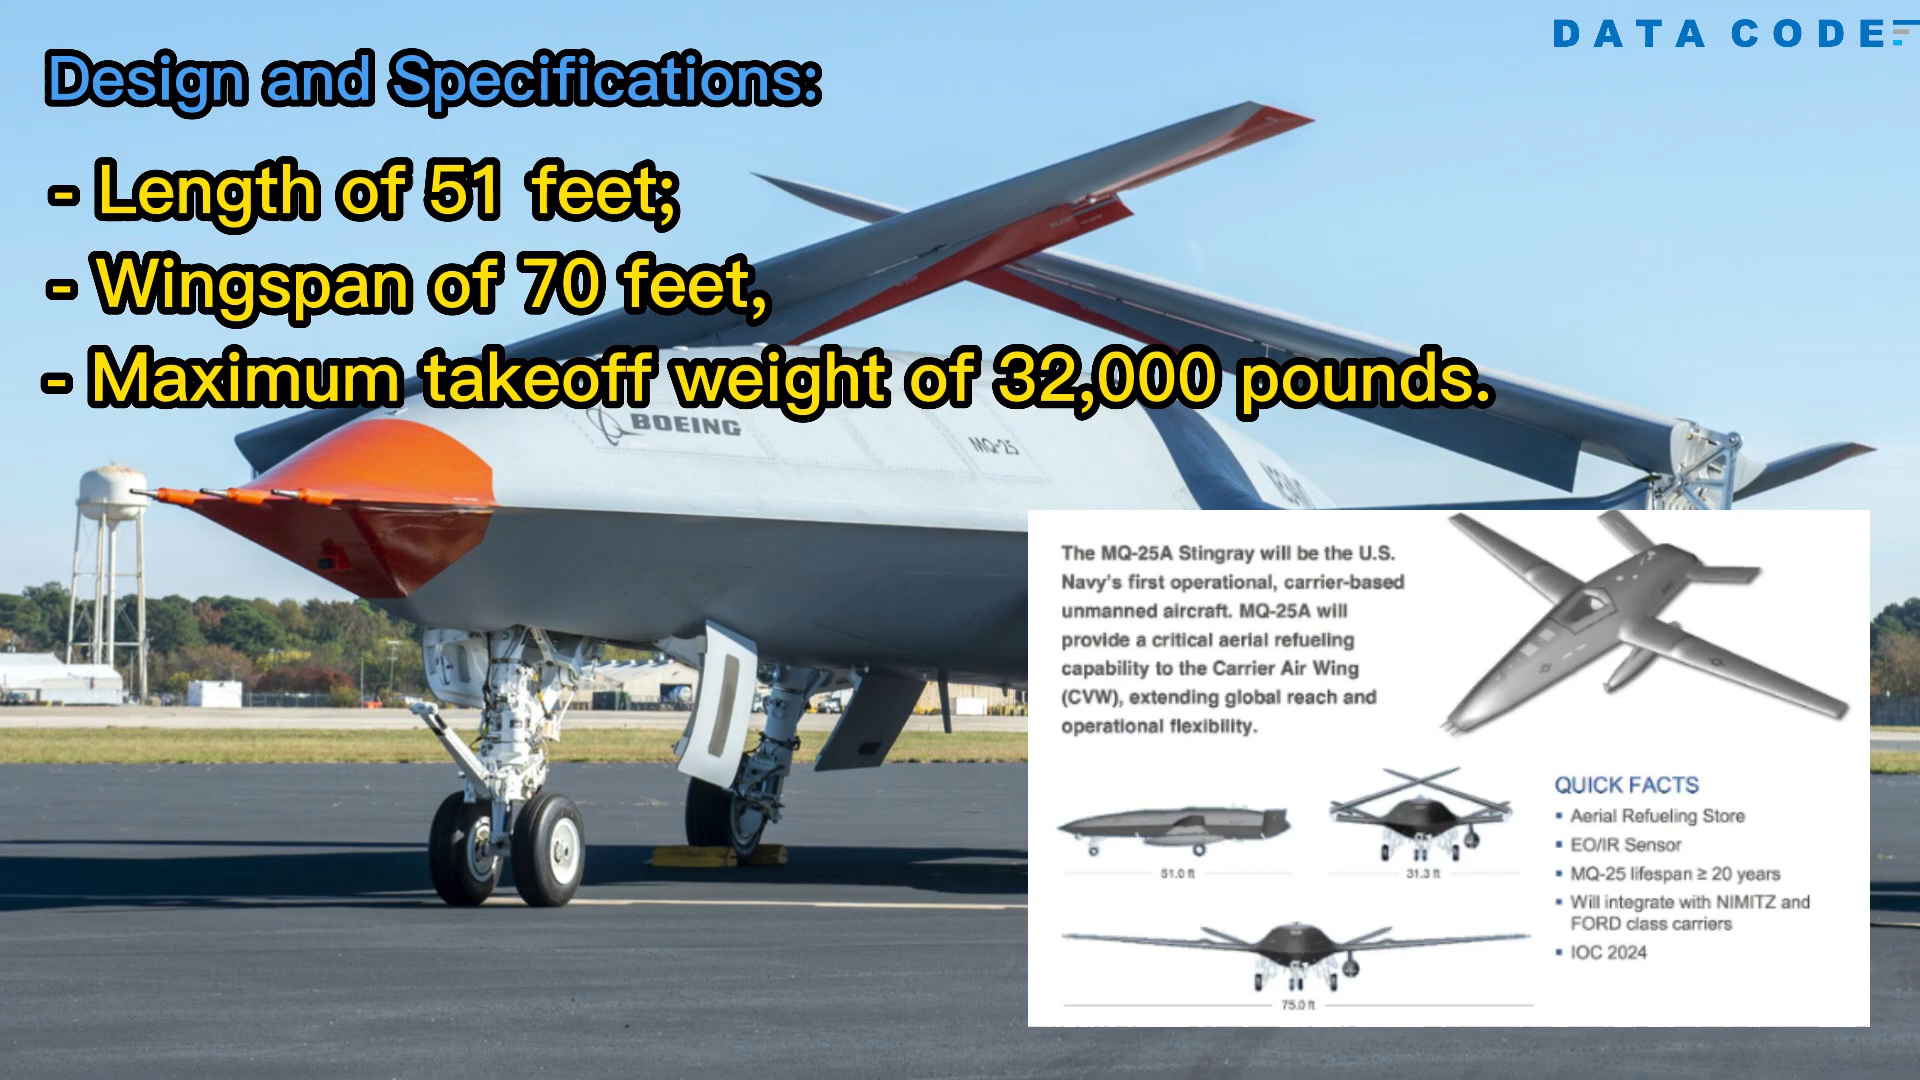 DATA CODE
Design and Specifications:
- Length of 51 feet;
- Wingspan of 70 feet,
- Maximum takeoff weight of 32,000 pounds.
BOEING
MQ-25
The MQ-25A Stingray will be the U.S.
Navy's first operational, carrier-based
unmanned aircraft. MQ-25A will
provide a critical aerial refueling
capability to the Carrier Air Wing
(CVW), extending global reach and
operational flexibility.
51.0 ft
31.3 ft
75.0 ft
QUICK FACTS
▪ Aerial Refueling Store
▪ EO/IR Sensor
▪ MQ-25 lifespan ≥ 20 years
▪ Will integrate with NIMITZ and
FORD class carriers
▪ IOC 2024